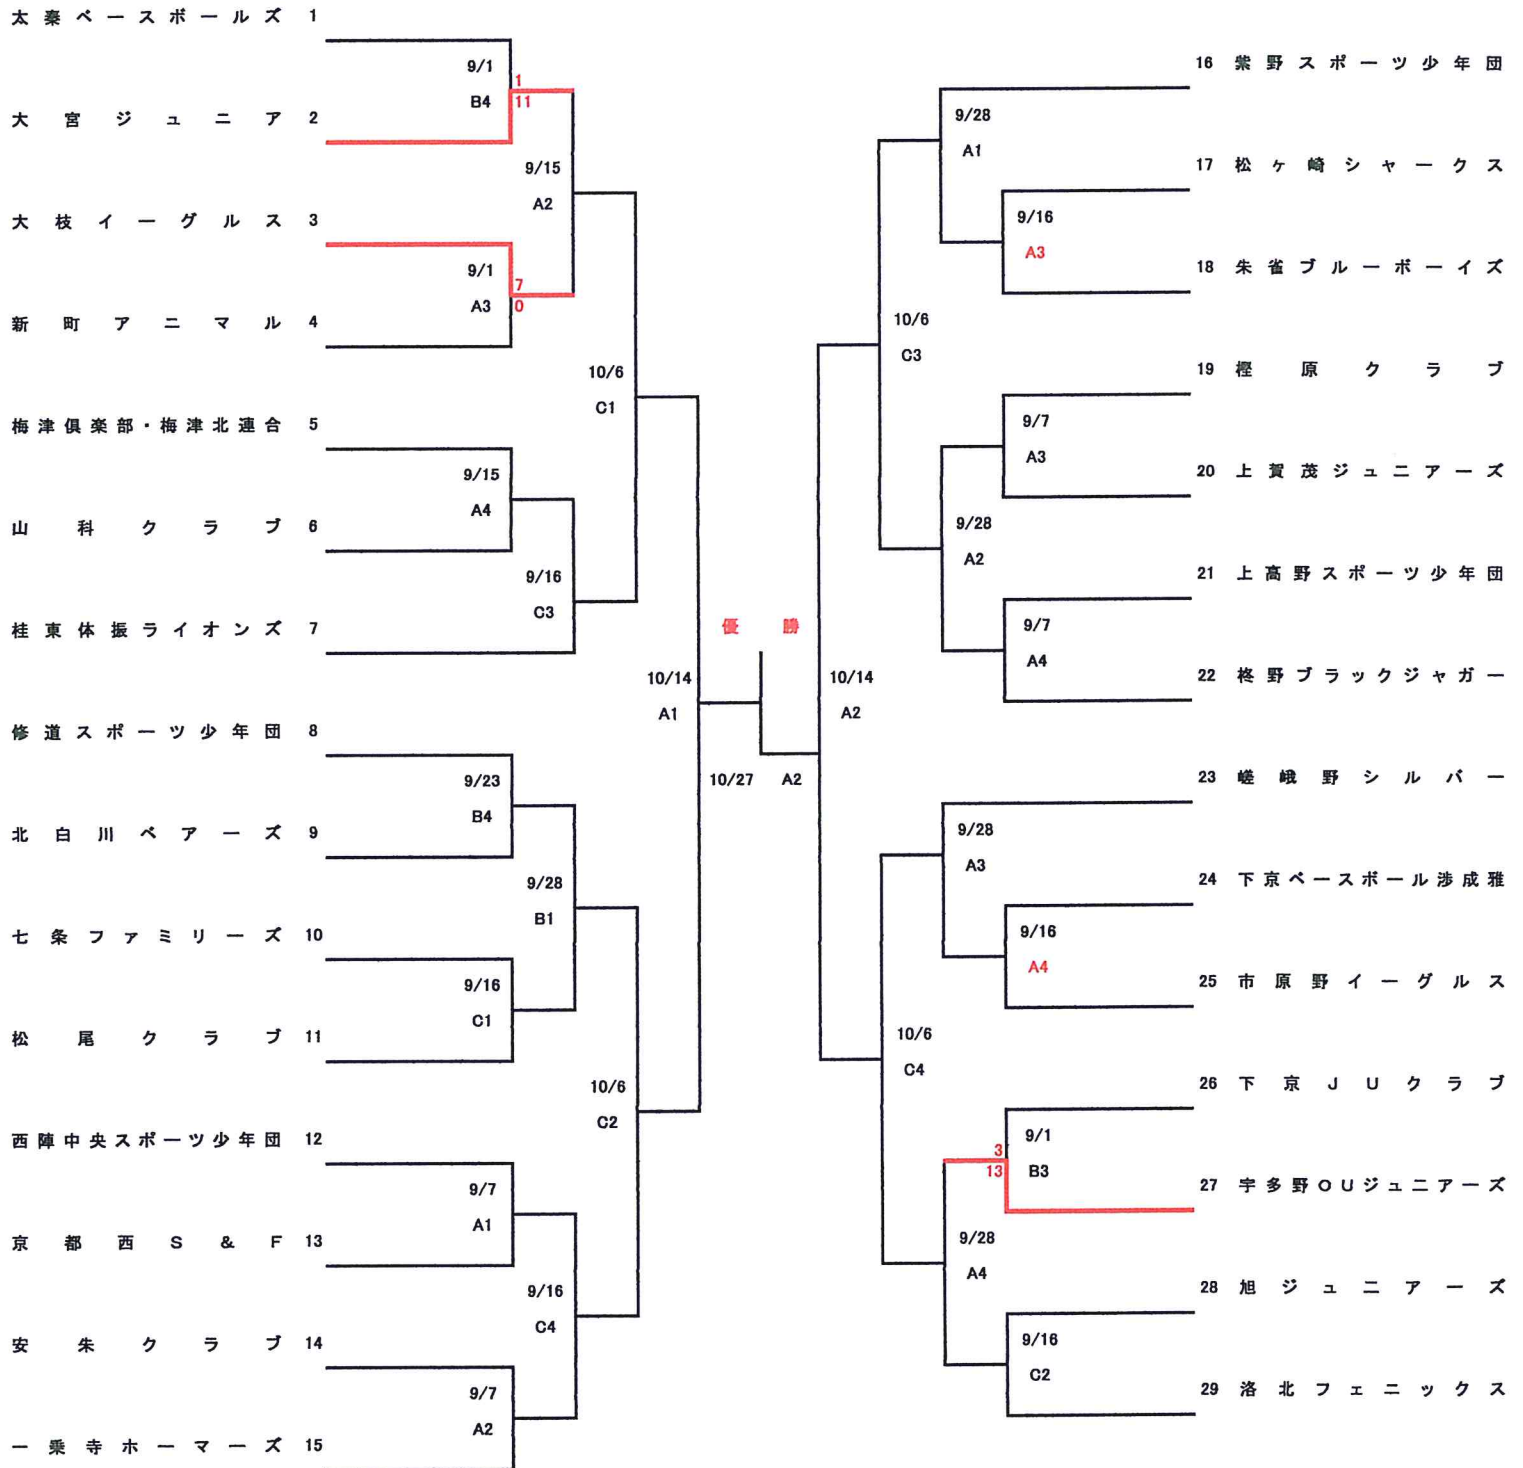 太秦ベースボールズ 1
9/1
B4
1
11
大宮ジュニア 2
9/15
A2
大枝イーグルス 3
9/1
A3
7
0
新町アニマル 4
10/6
C1
梅津倶楽部・梅津北連合 5
9/15
A4
山科クラブ 6
9/16
C3
桂東体振ライオンズ 7
10/14
A1
修道スポーツ少年団 8
9/23
B4
北白川ベアーズ 9
9/28
B1
七条ファミリーズ 10
9/16
C1
松尾クラブ 11
10/6
C2
西陣中央スポーツ少年団 12
9/7
A1
京都西S&F 13
9/16
C4
安朱クラブ 14
9/7
A2
一乗寺ホーマーズ 15
優勝
10/27 A2
16 紫野スポーツ少年団
9/28
A1
17 松ヶ崎シャークス
9/16
A3
18 朱雀ブルーボーイズ
10/6
C3
19 樫原クラブ
9/7
A3
20 上賀茂ジュニアーズ
9/28
A2
21 上高野スポーツ少年団
9/7
A4
22 柊野ブラックジャガー
10/14
A2
23 嵯峨野シルバー
9/28
A3
24 下京ベースボール渉成雅
9/16
A4
25 市原野イーグルス
10/6
C4
26 下京JUクラブ
9/1
B3
3
13
27 宇多野OUジュニアーズ
9/28
A4
28 旭ジュニアーズ
9/16
C2
29 洛北フェニックス